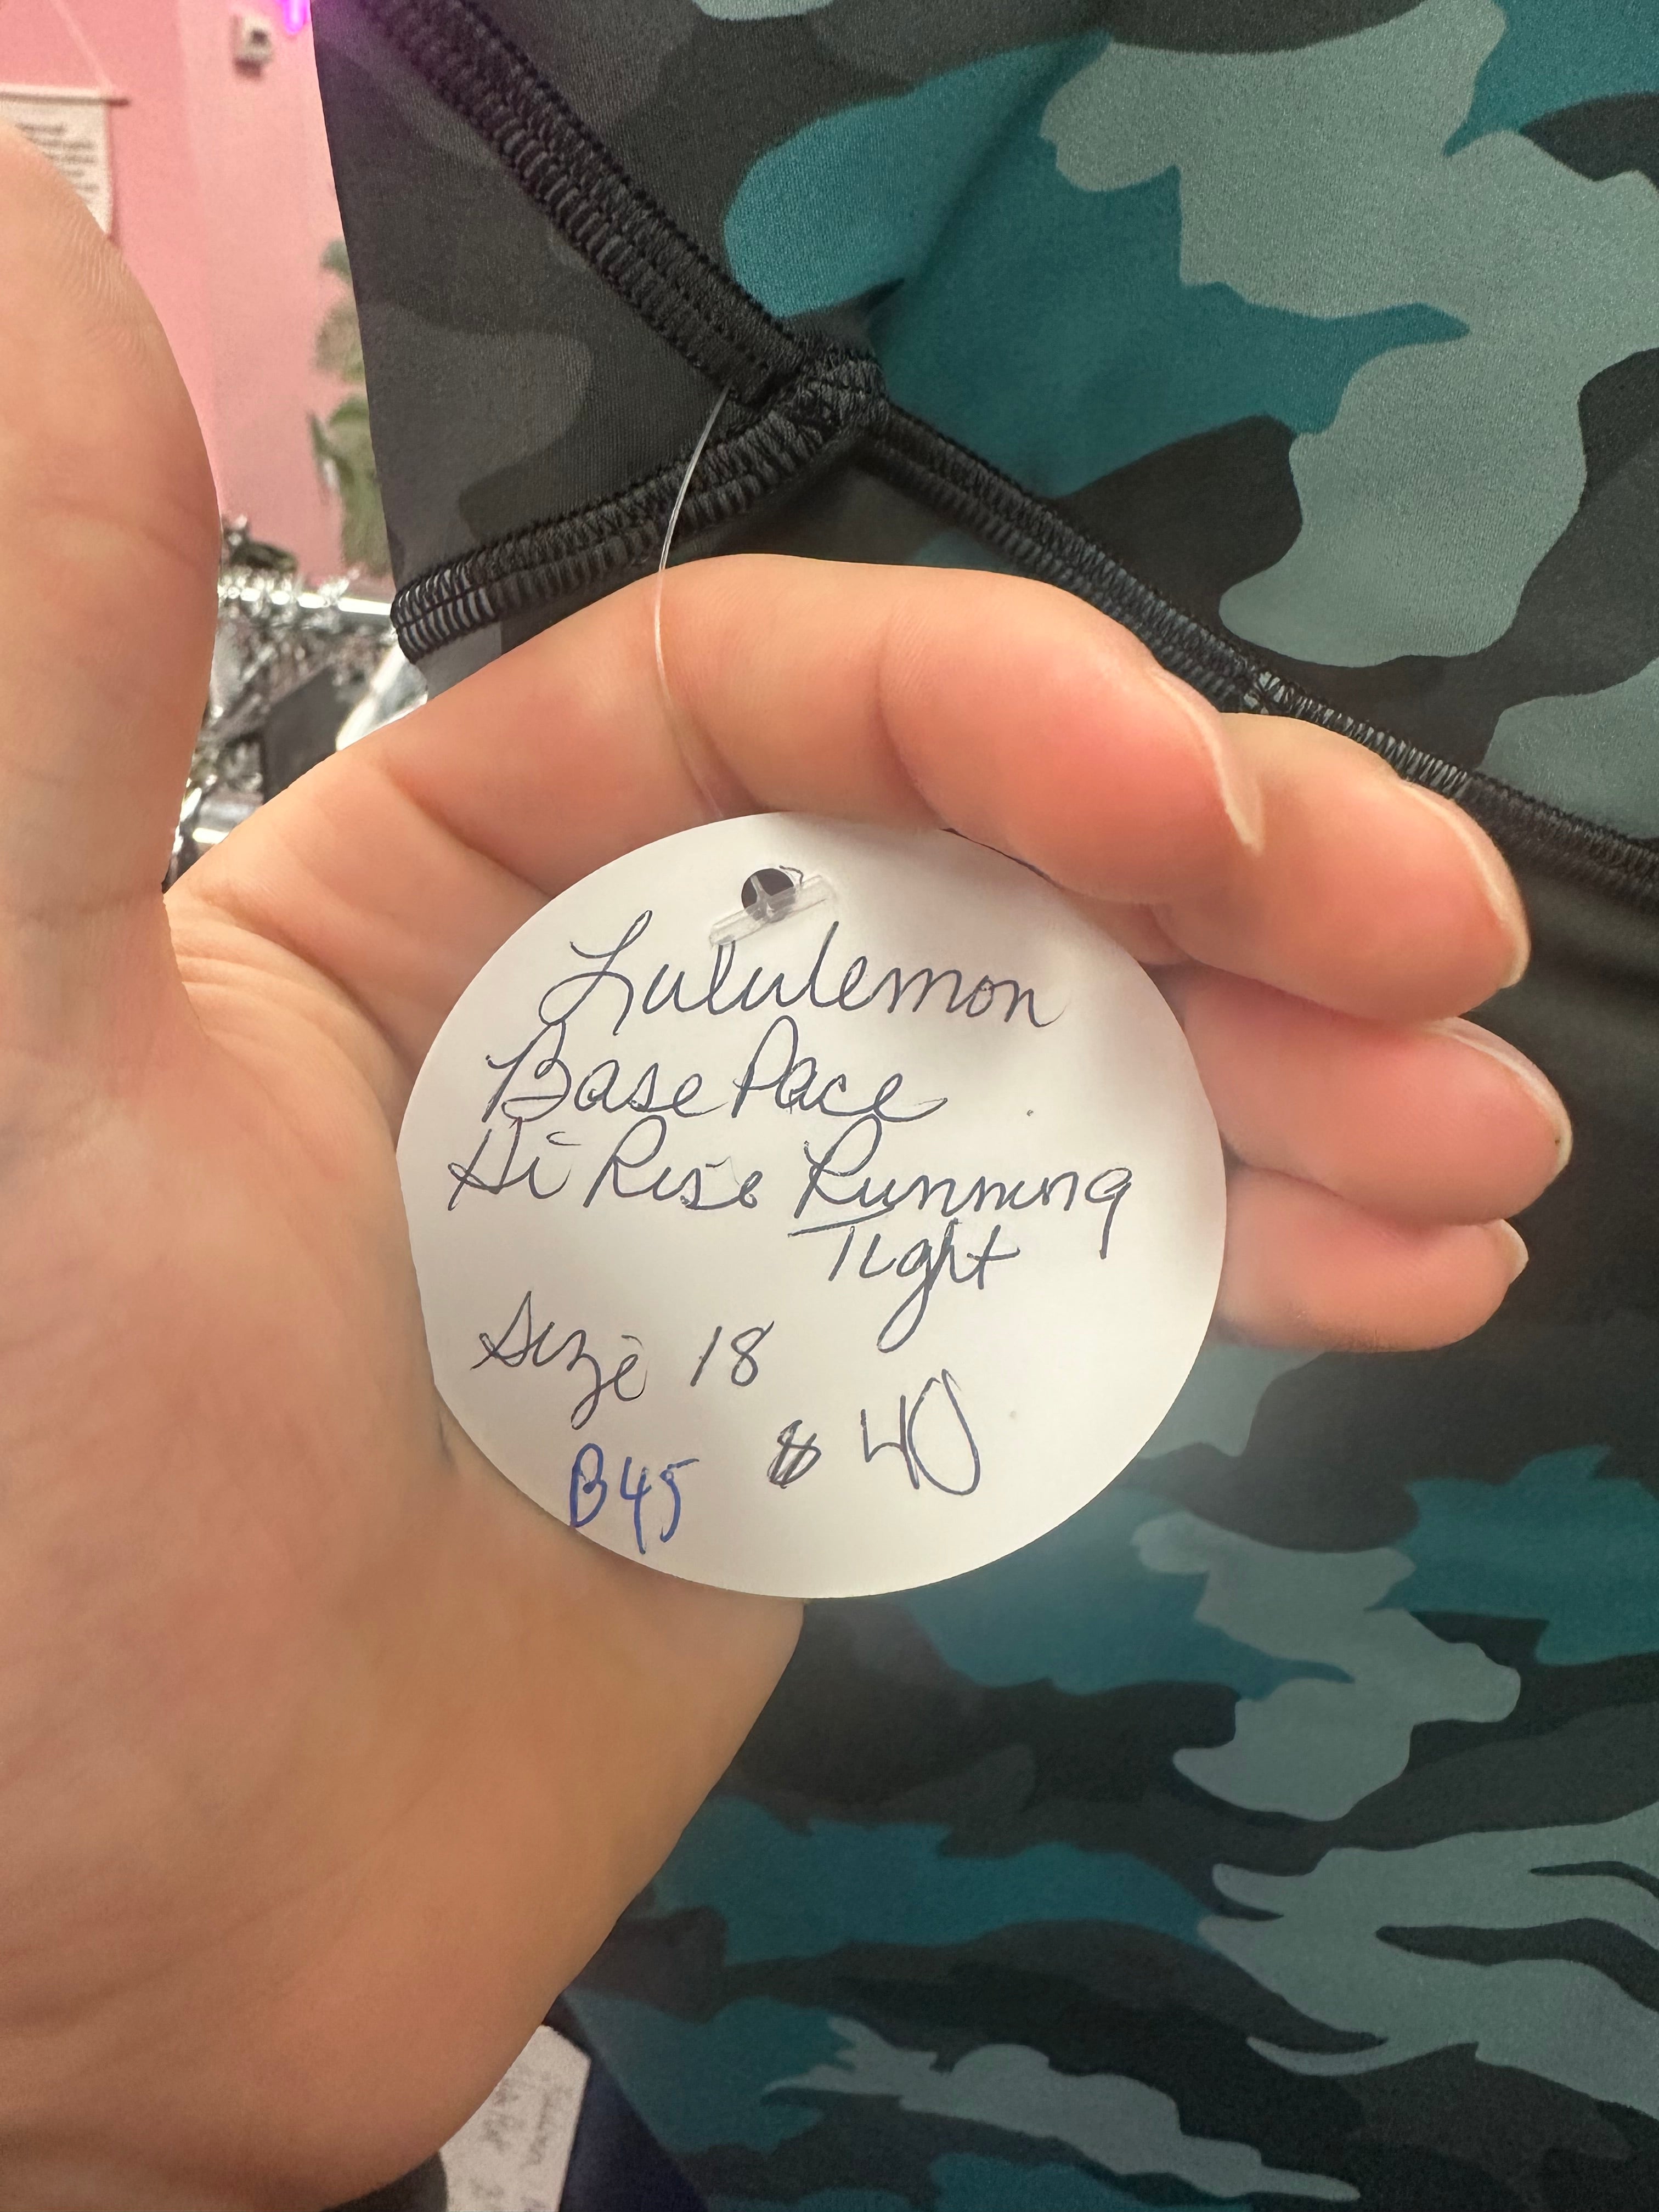 Lululemon
Base Pace
Hi Rise Running
Tight
Size 18
B45 $ 40